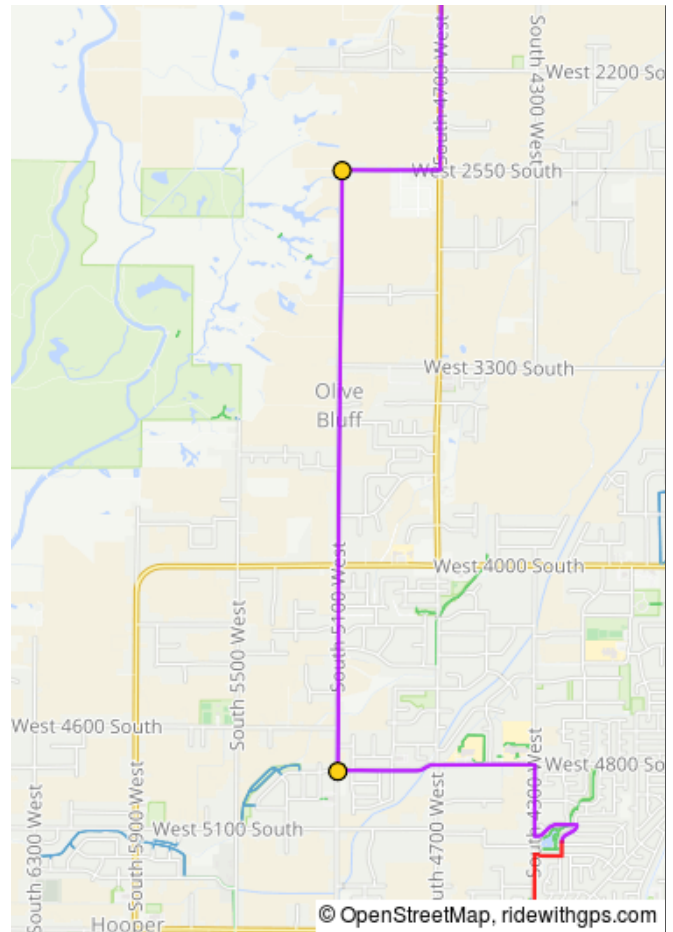 South 4700 West
South 4300 West
West 2200 So
West 2550 South
West 3300 South
Olive
Bluff
West 4000 South
South 5100 West
South 5500 West
West 4600 South
South 4300 West
West 4800 So
South 5900 West
West 5100 South
uth 4700 West
South 6300 West
Hooper
© OpenStreetMap, ridewithgps.com